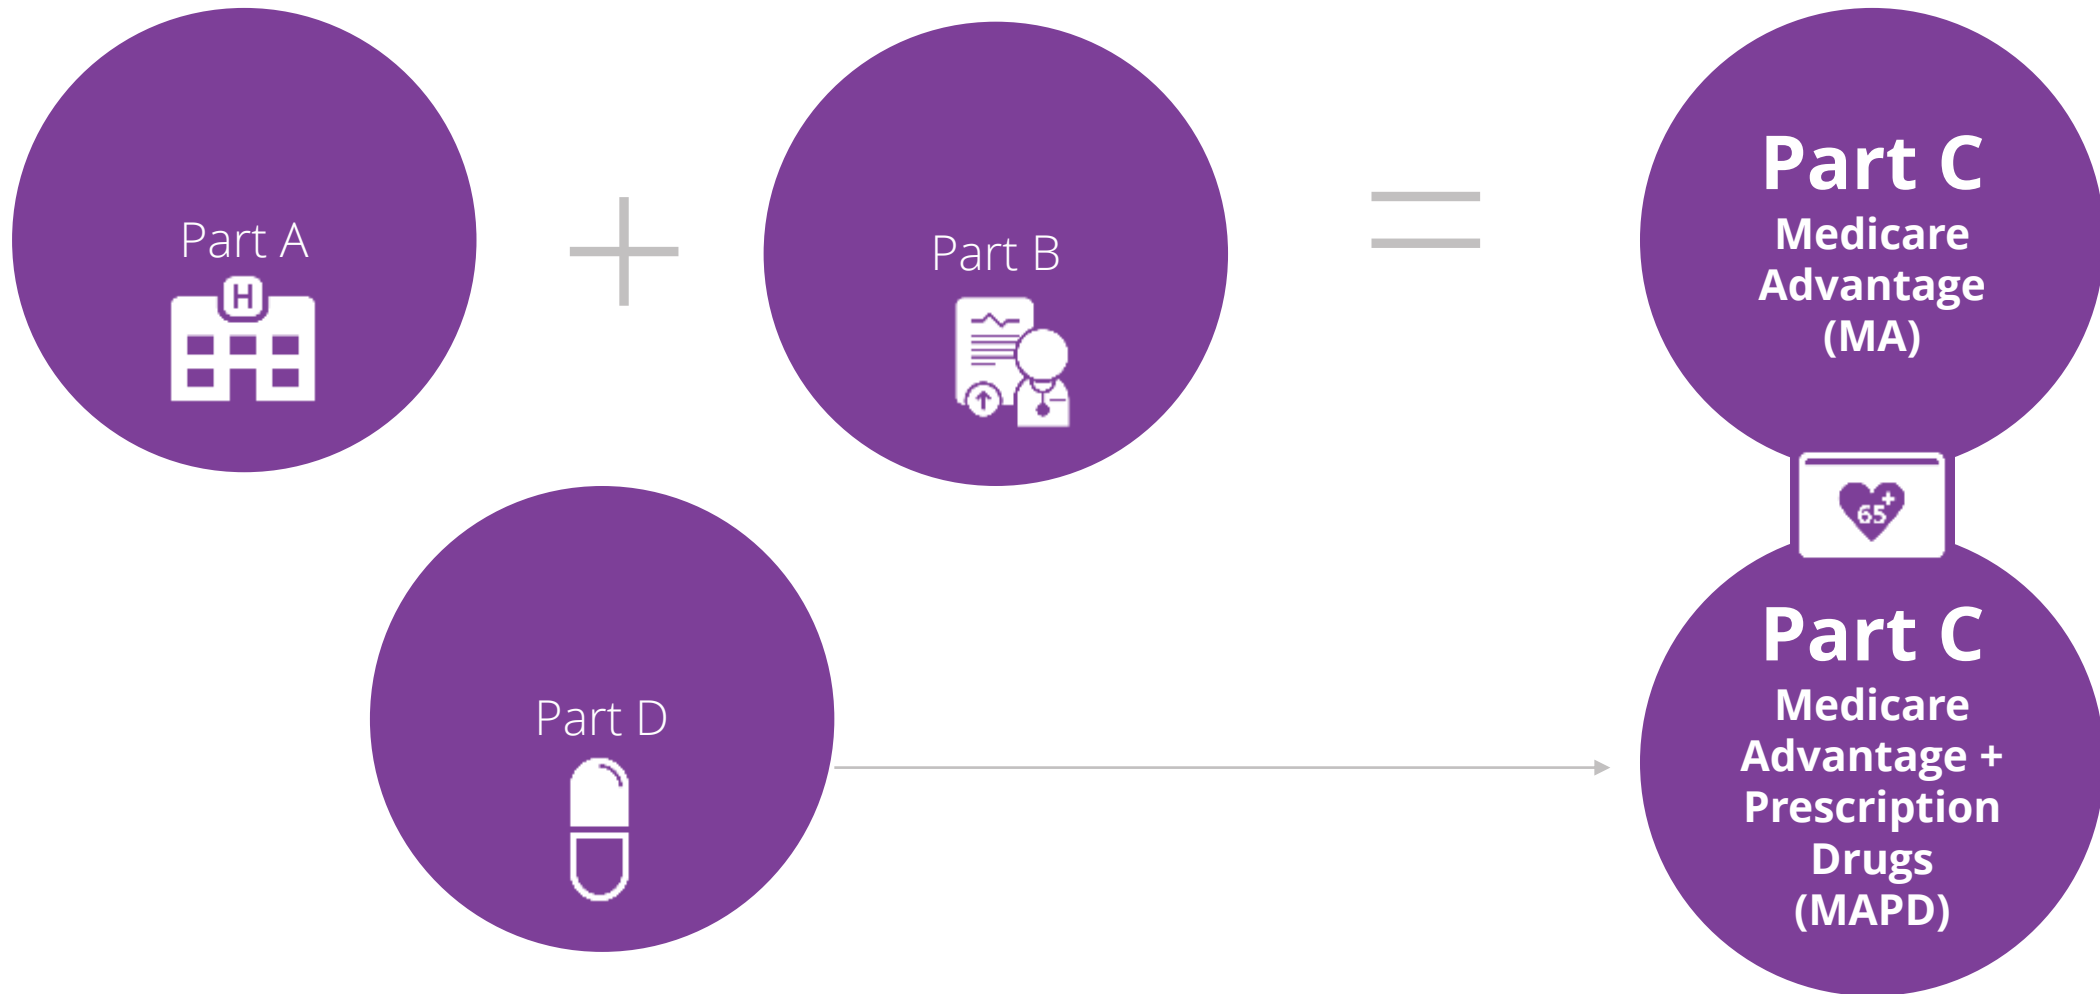 Part A
H
Part B
Part C
Medicare
Advantage
(MA)
65+
Part D
Part C
Medicare
Advantage +
Prescription
Drugs
(MAPD)